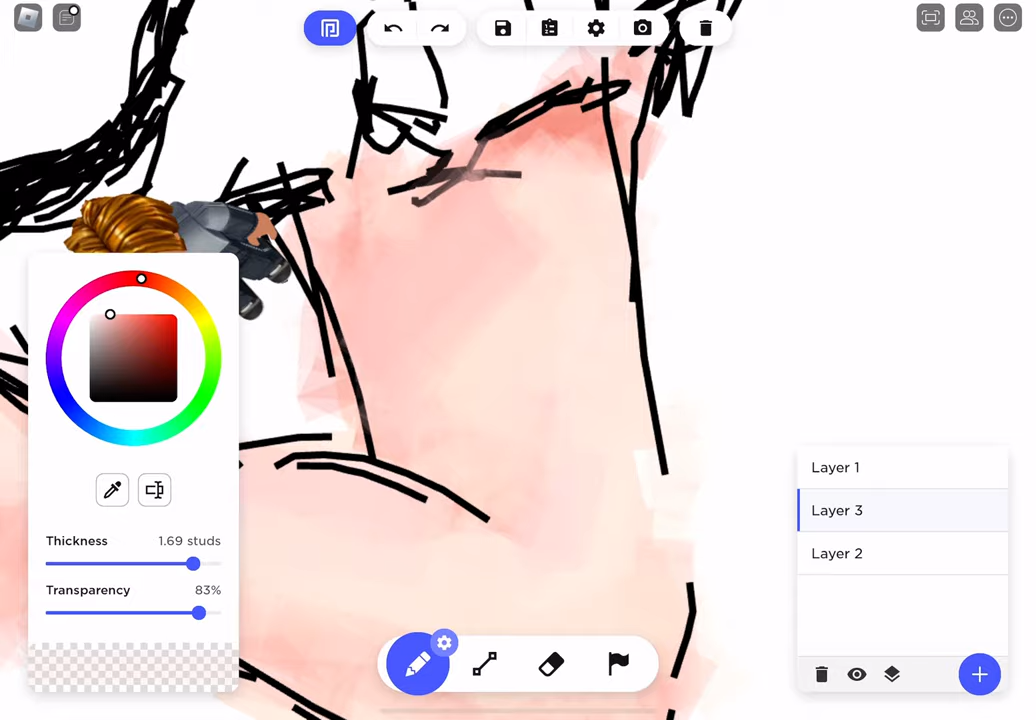 Layer 1
Layer 3
Layer 2
Thickness 1.69 studs
Transparency 83%